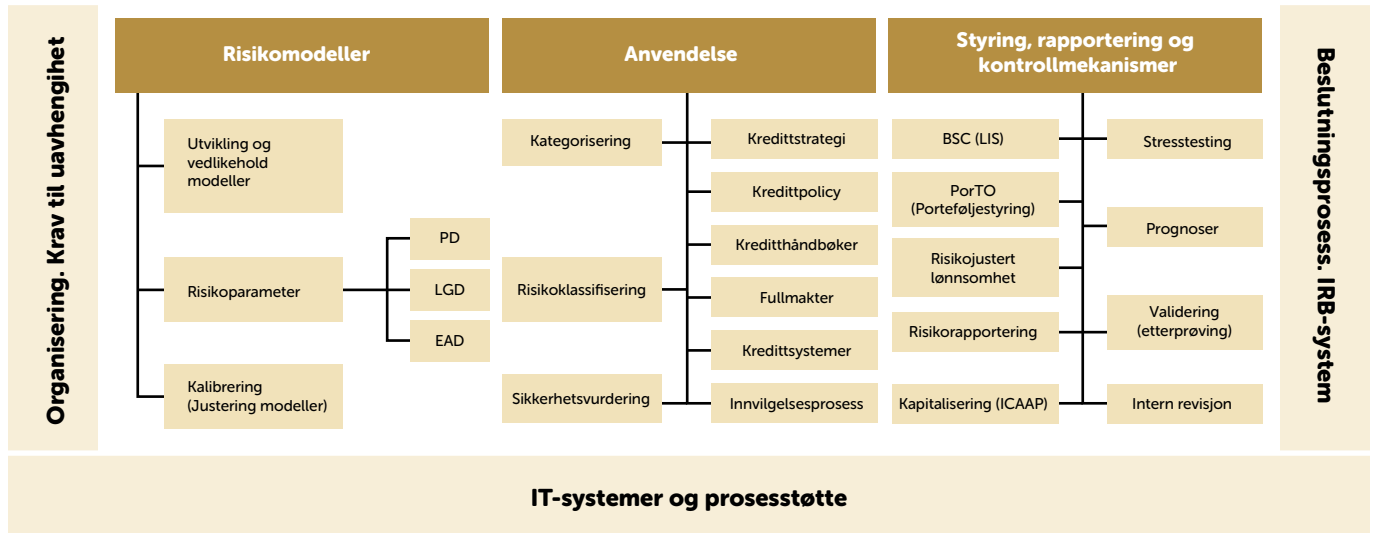 Organisering. Krav til uavhengihet
Risikomodeller
Utvikling og
vedlikehold
modeller
Risikoparameter
PD
LGD
EAD
Kalibrering
(Justering modeller)
Anvendelse
Kategorisering
Risikoklassifisering
Sikkerhetsvurdering
Kredittstrategi
Kredittpolicy
Kreditthåndbøker
Fullmakter
Kredittsystemer
Innvilgelsesprosess
Styring, rapportering og
kontrollmekanismer
BSC (LIS)
PorTO
(Porteføljestyring)
Risikojustert
lønnsomhet
Risikorapportering
Kapitalisering (ICAAP)
Stresstesting
Prognoser
Validering
(etterprøving)
Intern revisjon
Beslutningsprosess. IRB-system
IT-systemer og prosesstøtte